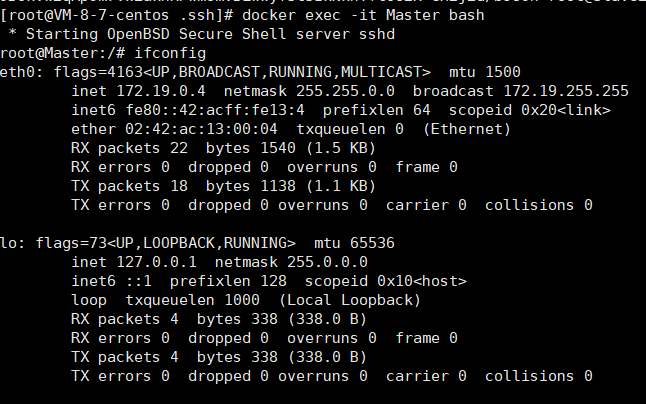 [root@VM-8-7-centos .ssh]# docker exec -it Master bash
 * Starting OpenBSD Secure Shell server sshd
root@Master:/# ifconfig
eth0: flags=4163<UP,BROADCAST,RUNNING,MULTICAST>  mtu 1500
        inet 172.19.0.4  netmask 255.255.0.0  broadcast 172.19.255.255
        inet6 fe80::42:acff:fe13:4  prefixlen 64  scopeid 0x20<link>
        ether 02:42:ac:13:00:04  txqueuelen 0  (Ethernet)
        RX packets 22  bytes 1540 (1.5 KB)
        RX errors 0  dropped 0  overruns 0  frame 0
        TX packets 18  bytes 1138 (1.1 KB)
        TX errors 0  dropped 0 overruns 0  carrier 0  collisions 0

lo: flags=73<UP,LOOPBACK,RUNNING>  mtu 65536
        inet 127.0.0.1  netmask 255.0.0.0
        inet6 ::1  prefixlen 128  scopeid 0x10<host>
        loop  txqueuelen 1000  (Local Loopback)
        RX packets 4  bytes 338 (338.0 B)
        RX errors 0  dropped 0  overruns 0  frame 0
        TX packets 4  bytes 338 (338.0 B)
        TX errors 0  dropped 0 overruns 0  carrier 0  collisions 0